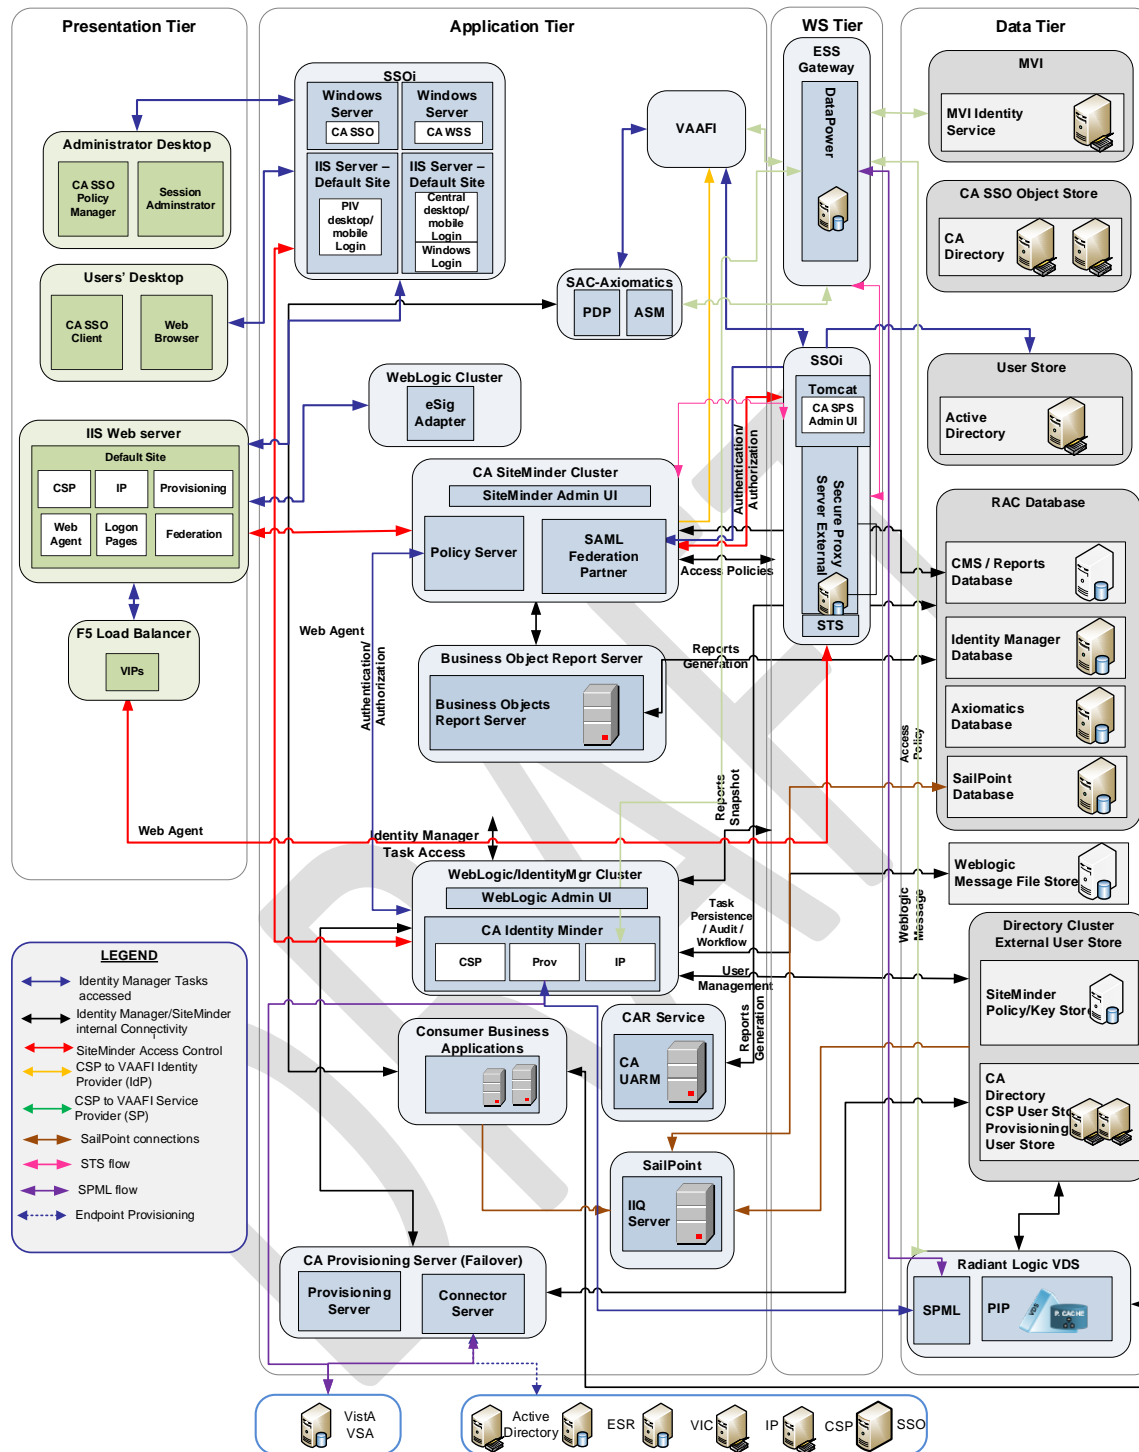 Presentation Tier
Application Tier
WS Tier
Data Tier
Administrator Desktop
CA SSO
Policy
Manager
Session
Adminstrator
Users' Desktop
CA SSO
Client
Web
Browser
IIS Web server
Default Site
CSP
IP
Provisioning
Web
Agent
Logon
Pages
Federation
F5 Load Balancer
VIPs
SSOi
Windows
Server
CA SSO
Windows
Server
CA WSS
IIS Server –
Default Site
PIV
desktop/
mobile
Login
IIS Server –
Default Site
Central
desktop/
mobile
Login
Windows
Login
VAAFI
SAC-Axiomatics
PDP
ASM
WebLogic Cluster
eSig
Adapter
CA SiteMinder Cluster
SiteMinder Admin UI
Policy Server
SAML
Federation
Partner
Authentication/
Authorization
Access Policies
Web Agent
Authentication/
Authorization
Business Object Report Server
Business Objects
Report Server
Reports
Generation
Reports
Snapshot
Web Agent
Identity Manager
Task Access
WebLogic/IdentityMgr Cluster
WebLogic Admin UI
CA Identity Minder
CSP
Prov
IP
Task
Persistence
/ Audit /
Workflow
User
Management
Reports
Generation
Consumer Business
Applications
CAR Service
CA
UARM
SailPoint
IIQ
Server
CA Provisioning Server (Failover)
Provisioning
Server
Connector
Server
ESS
Gateway
DataPower
SSOi
Tomcat
CA SPS
Admin UI
Secure Proxy
Server External
STS
Access
Policy
Weblogic
Message
MVI
MVI Identity
Service
CA SSO Object Store
CA
Directory
User Store
Active
Directory
RAC Database
CMS / Reports
Database
Identity Manager
Database
Axiomatics
Database
SailPoint
Database
Weblogic
Message File Store
Directory Cluster
External User Store
SiteMinder
Policy/Key Store
CA
Directory
CSP User Sto
Provisioning
User Store
Radiant Logic VDS
SPML
PIP
VDS
P. CACHE
LEGEND
Identity Manager Tasks
accessed
Identity Manager/SiteMinder
internal Connectivity
SiteMinder Access Control
CSP to VAAFI Identity
Provider (IdP)
CSP to VAAFI Service
Provider (SP)
SailPoint connections
STS flow
SPML flow
Endpoint Provisioning
VistA
VSA
Active
Directory
ESR
VIC
IP
CSP
SSO
DRAFT